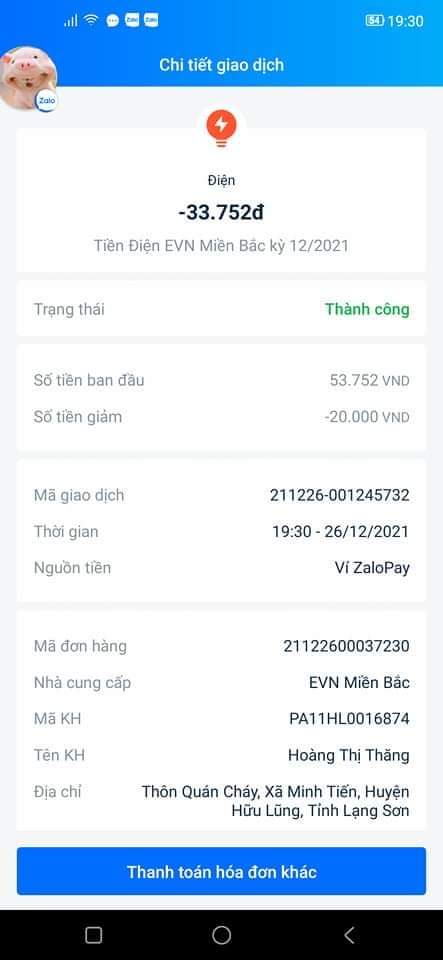 54 19:30
Chi tiết giao dịch
Zalo
Điện
-33.752đ
Tiền Điện EVN Miền Bắc kỳ 12/2021
Trạng thái Thành công
Số tiền ban đầu 53.752 VND
Số tiền giảm -20.000 VND
Mã giao dịch 211226-001245732
Thời gian 19:30 - 26/12/2021
Nguồn tiền Ví ZaloPay
Mã đơn hàng 21122600037230
Nhà cung cấp EVN Miền Bắc
Mã KH PA11HL0016874
Tên KH Hoàng Thị Thăng
Địa chỉ Thôn Quán Cháy, Xã Minh Tiến, Huyện
Hữu Lũng, Tỉnh Lạng Sơn
Thanh toán hóa đơn khác